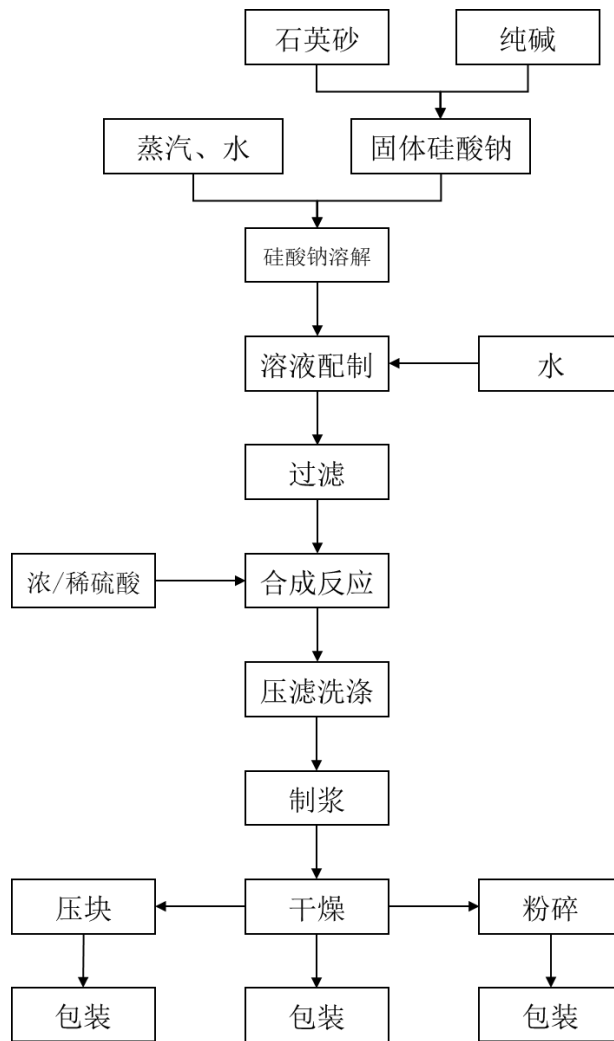 石英砂
纯碱
蒸汽、水
固体硅酸钠
硅酸钠溶解
溶液配制
水
过滤
浓/稀硫酸
合成反应
压滤洗涤
制浆
压块
干燥
粉碎
包装
包装
包装